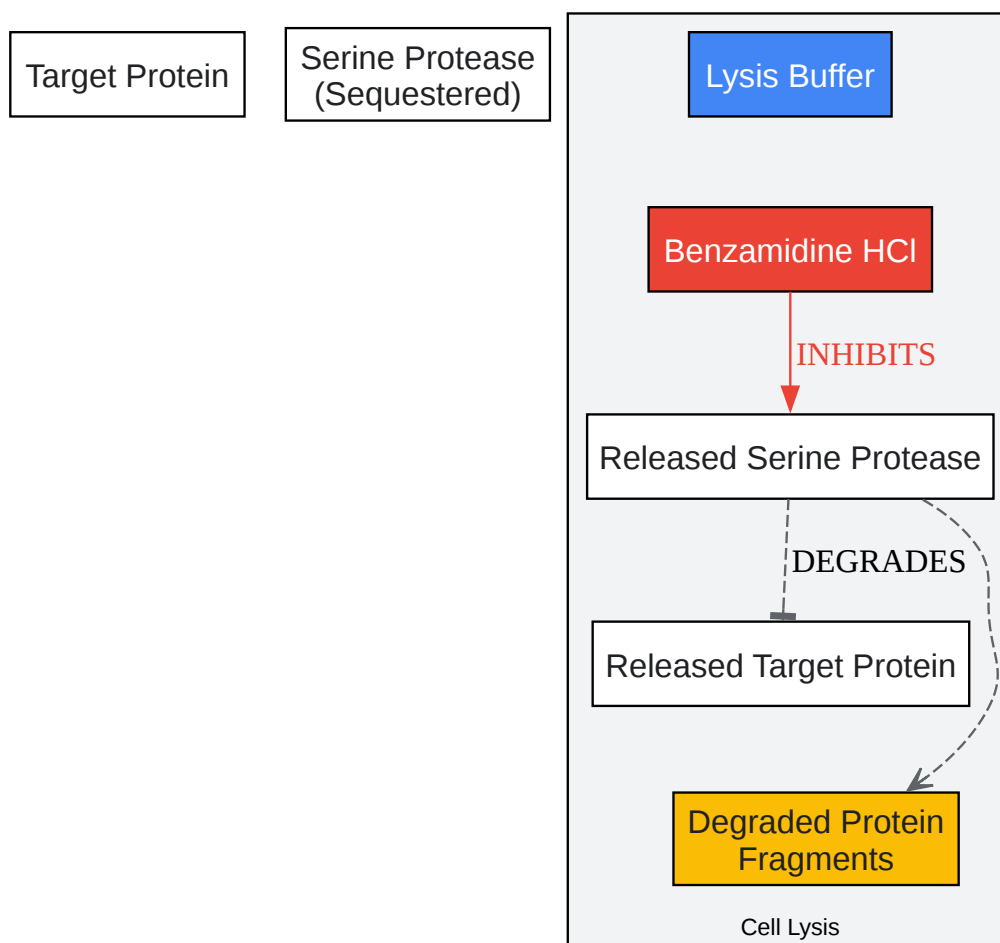 Target Protein
Serine Protease
(Sequestered)
Lysis Buffer
Benzamidine HCl
INHIBITS
Released Serine Protease
DEGRADES
Released Target Protein
Degraded Protein
Fragments
Cell Lysis